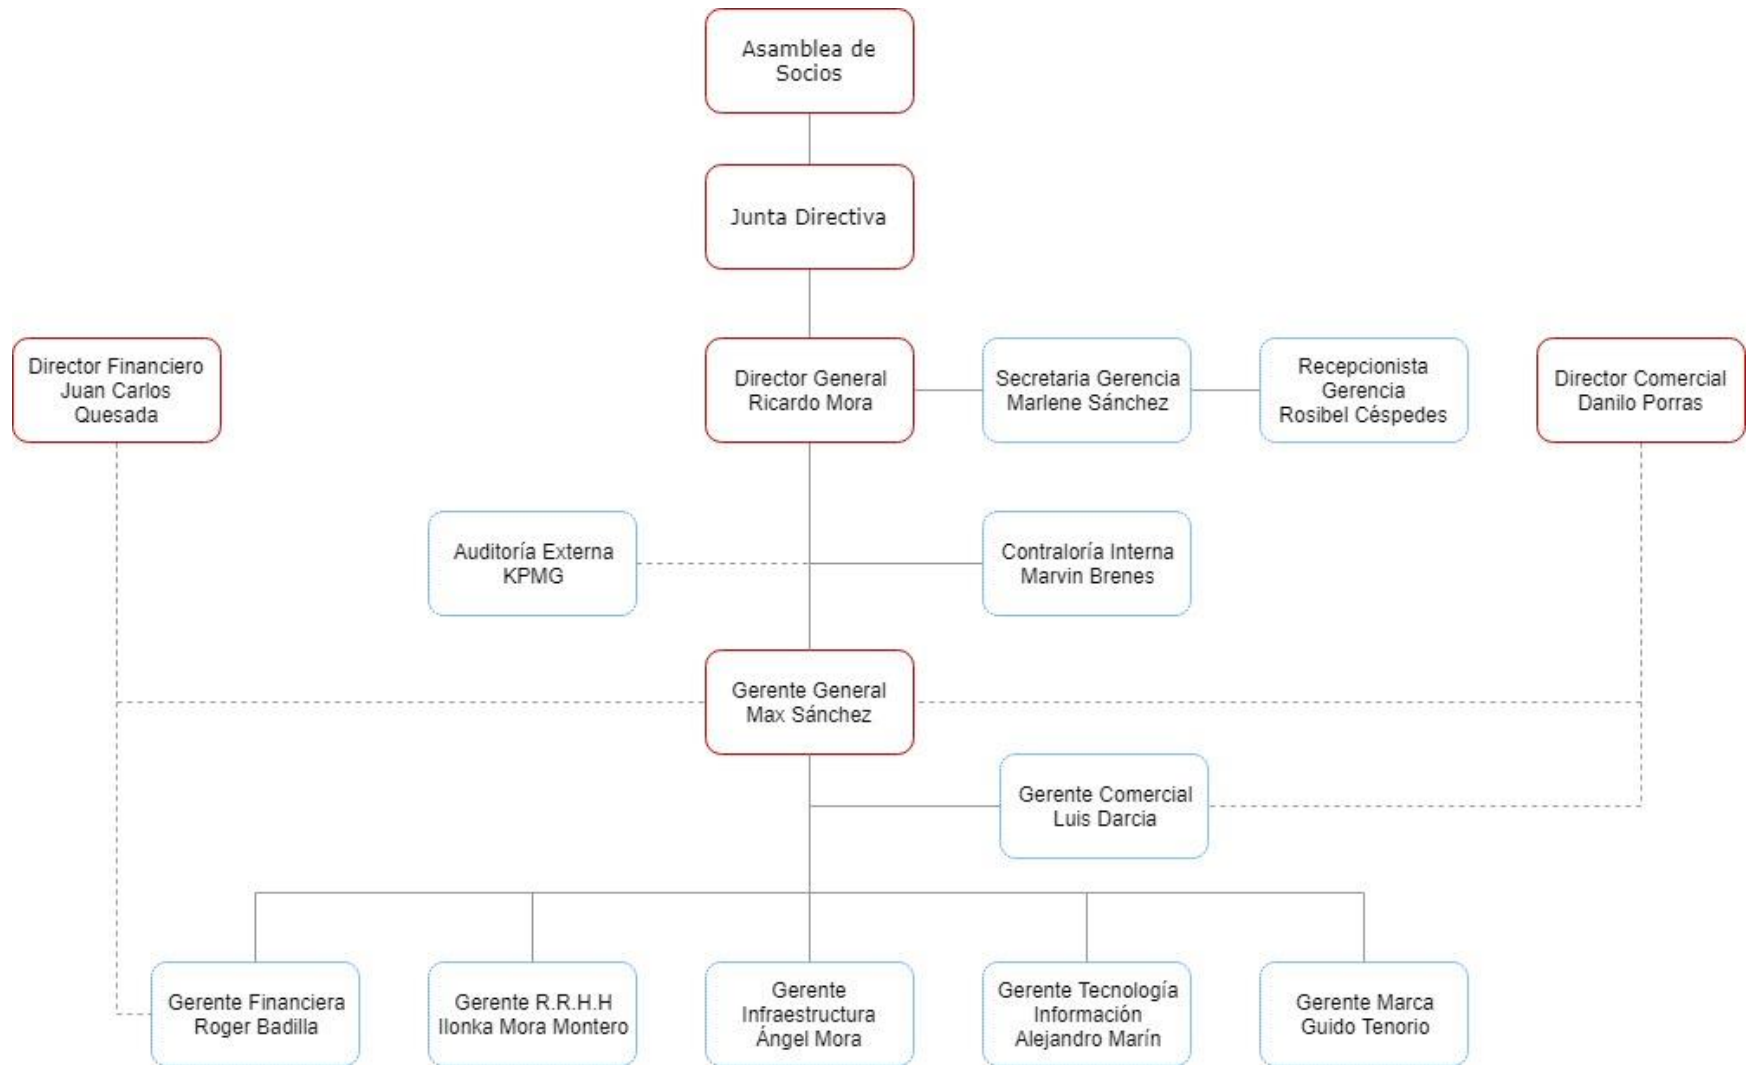 Asamblea de
Socios
Junta Directiva
Director Financiero
Juan Carlos
Quesada
Director General
Ricardo Mora
Secretaria Gerencia
Marlene Sánchez
Recepcionista
Gerencia
Rosibel Céspedes
Director Comercial
Danilo Porras
Auditoría Externa
KPMG
Contraloría Interna
Marvin Brenes
Gerente General
Max Sánchez
Gerente Comercial
Luis Darcia
Gerente Financiera
Roger Badilla
Gerente R.R.H.H
Ilonka Mora Montero
Gerente
Infraestructura
Ángel Mora
Gerente Tecnología
Información
Alejandro Marín
Gerente Marca
Guido Tenorio